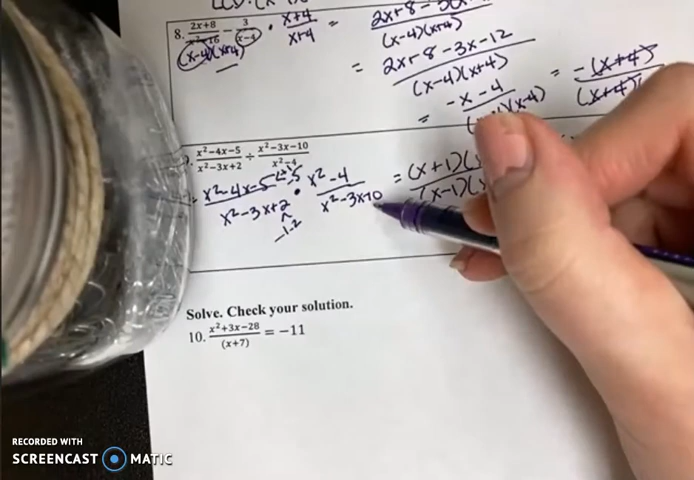 LCD:
8. 2x+8 / x²-16 - 3 / x-4 • x+4 / x+4 = 2x+8-3(x / (x-4)(x+4)
(x-4)(x+4)
= 2x+8-3x-12 / (x-4)(x+4)
= -x-4 / (x-4) = -(x+4) / (x+4)
x²-4x-5 / x²-3x+2 ÷ x²-3x-10 / x²-4
x²-4x-5 / x²-3x+2 • x²-4 / x²-3x-10 = (x+1)( / (x-1)(
-1-2
Solve. Check your solution.
10. x²+3x-28 / (x+7) = -11
RECORDED WITH
SCREENCAST MATIC